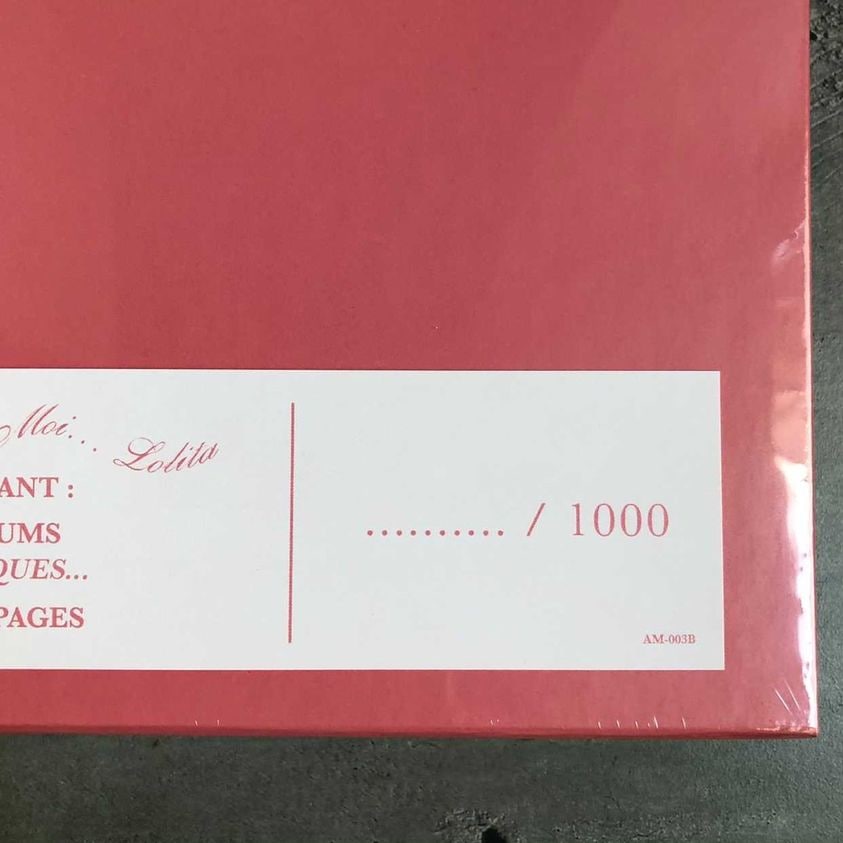 Moi...
Lolita
ANT :
UMS
QUES...
PAGES
.......... / 1000
AM-003B